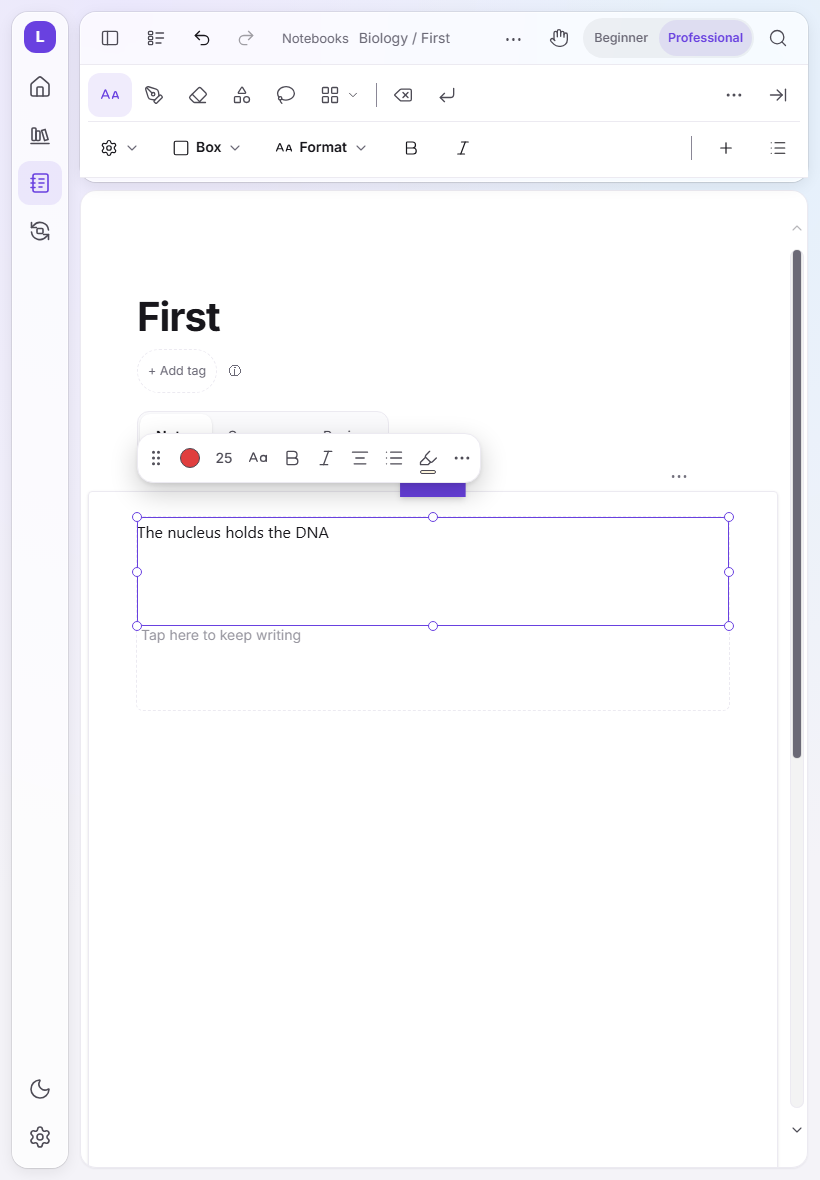 L
Notebooks Biology / First
Beginner Professional
Box Format
First
+ Add tag
25 Aa
The nucleus holds the DNA
Tap here to keep writing